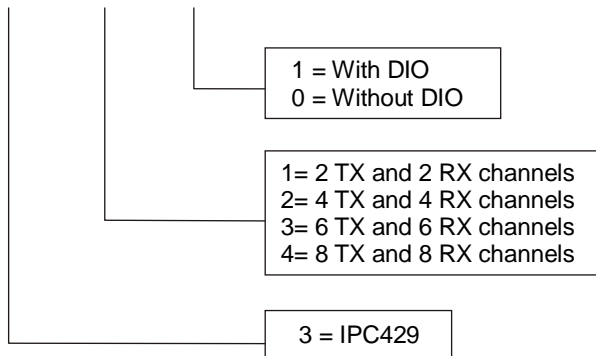 1 = With DIO
0 = Without DIO
1= 2 TX and 2 RX channels
2= 4 TX and 4 RX channels
3= 6 TX and 6 RX channels
4= 8 TX and 8 RX channels
3 = IPC429